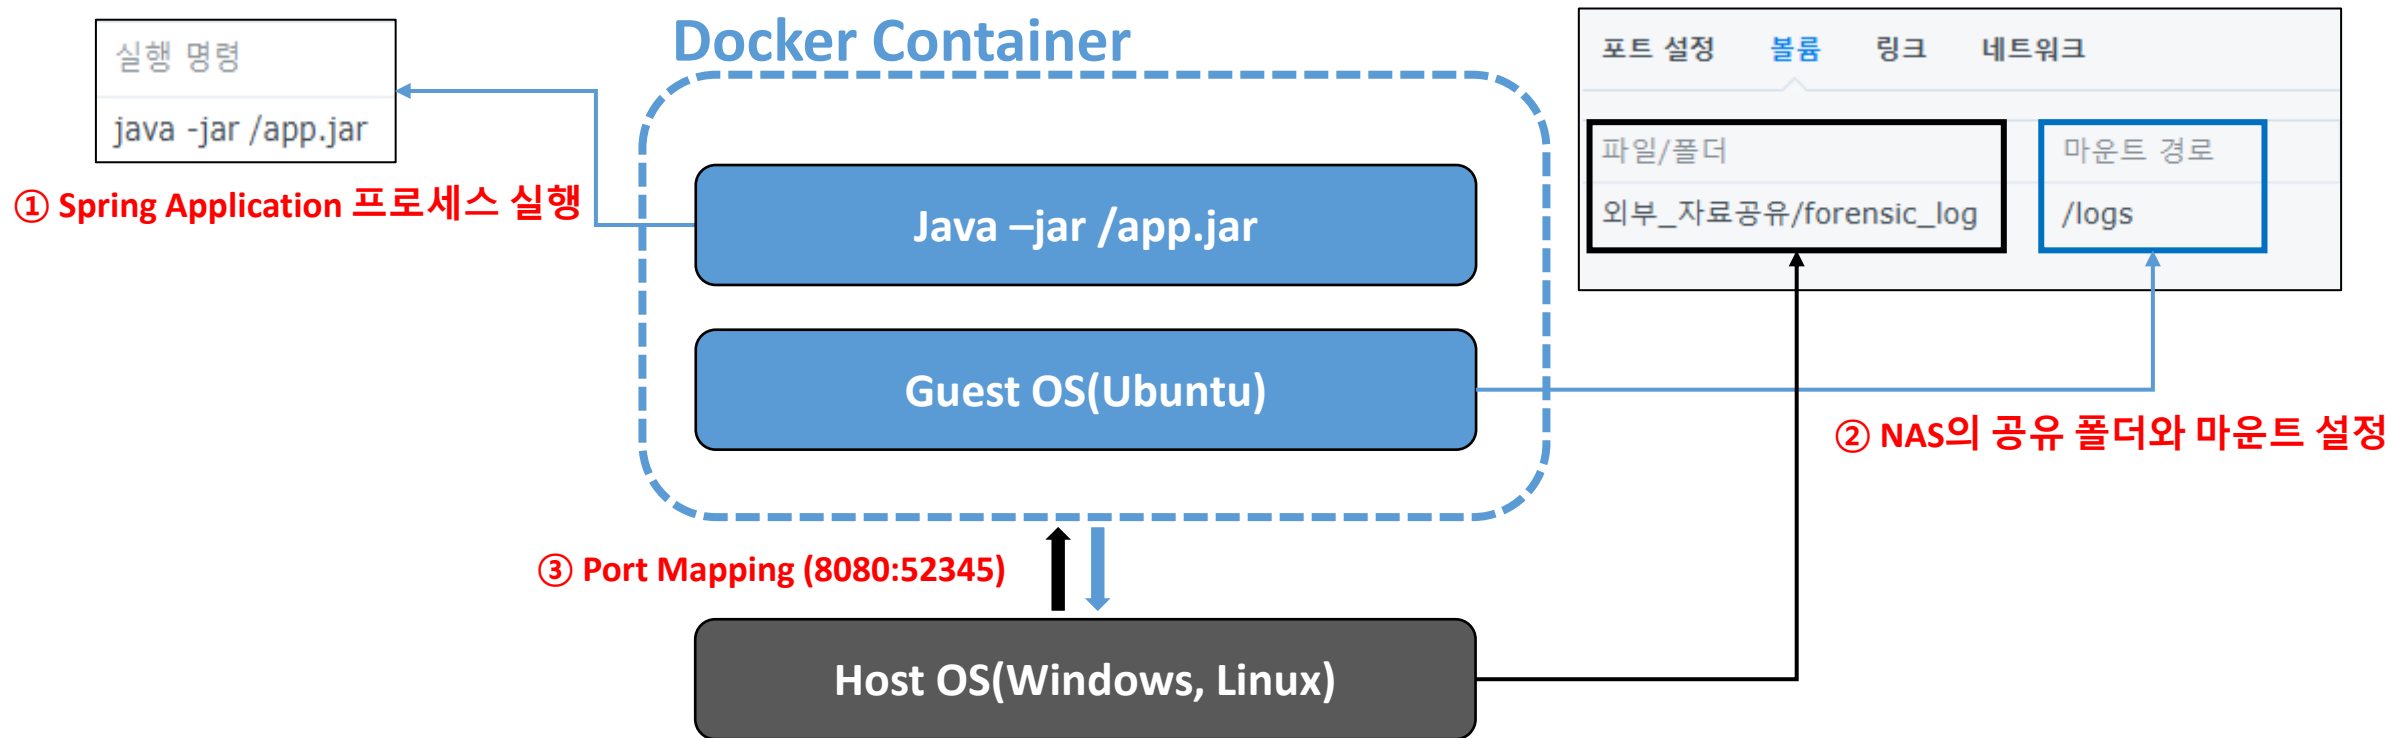 Docker Container
실행 명령
java -jar /app.jar
① Spring Application 프로세스 실행
Java –jar /app.jar
Guest OS(Ubuntu)
포트 설정 볼륨 링크 네트워크
파일/폴더 마운트 경로
외부_자료공유/forensic_log /logs
② NAS의 공유 폴더와 마운트 설정
③ Port Mapping (8080:52345)
Host OS(Windows, Linux)